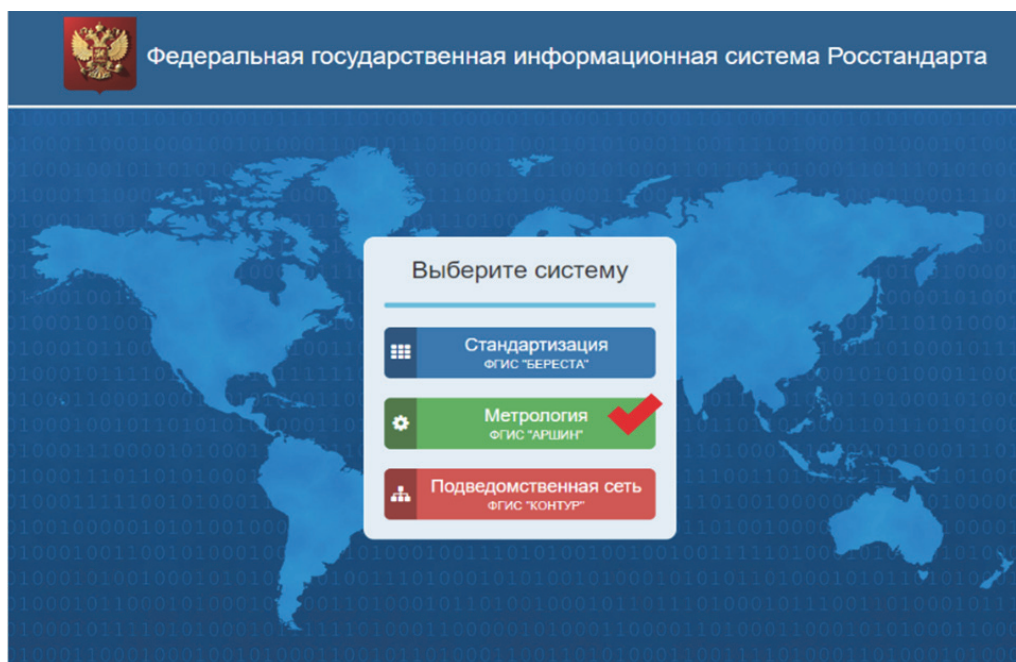 Федеральная государственная информационная система Росстандарта
Выберите систему
Стандартизация
ФГИС "БЕРЕСТА"
Метрология
ФГИС "АРШИН"
Подведомственная сеть
ФГИС "КОНТУР"